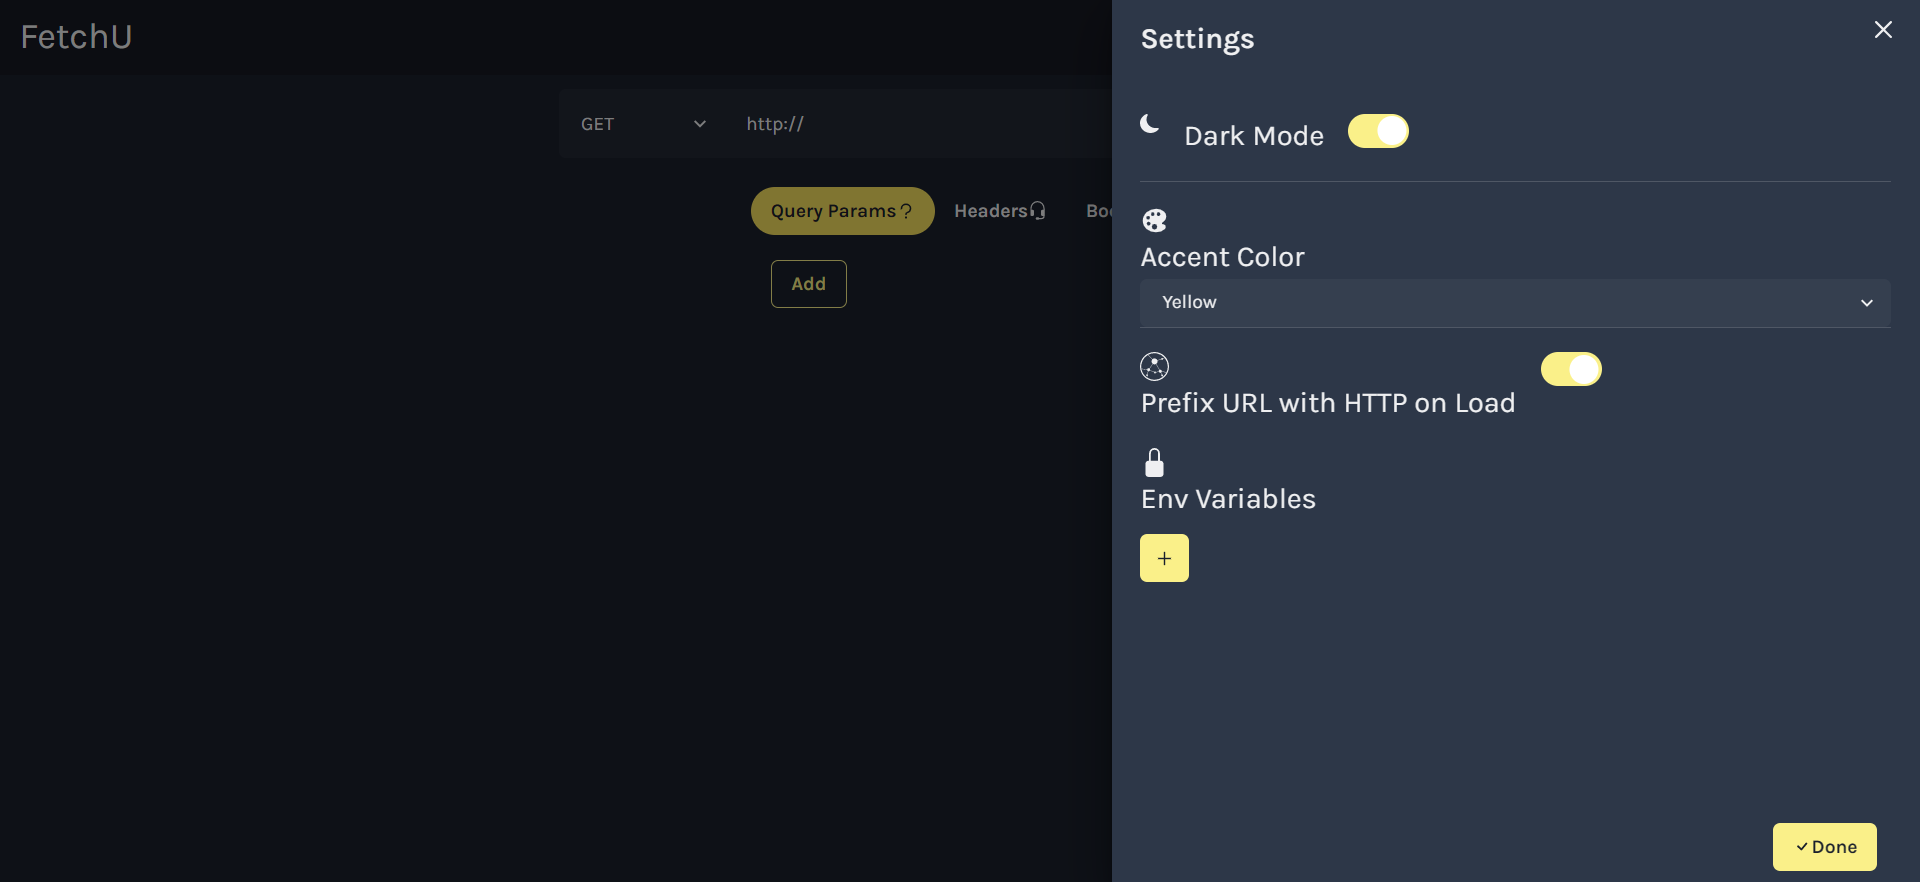 FetchU
GET
http://
Query Params ?
Headers
Add
Settings
Dark Mode
Accent Color
Yellow
Prefix URL with HTTP on Load
Env Variables
+
Done